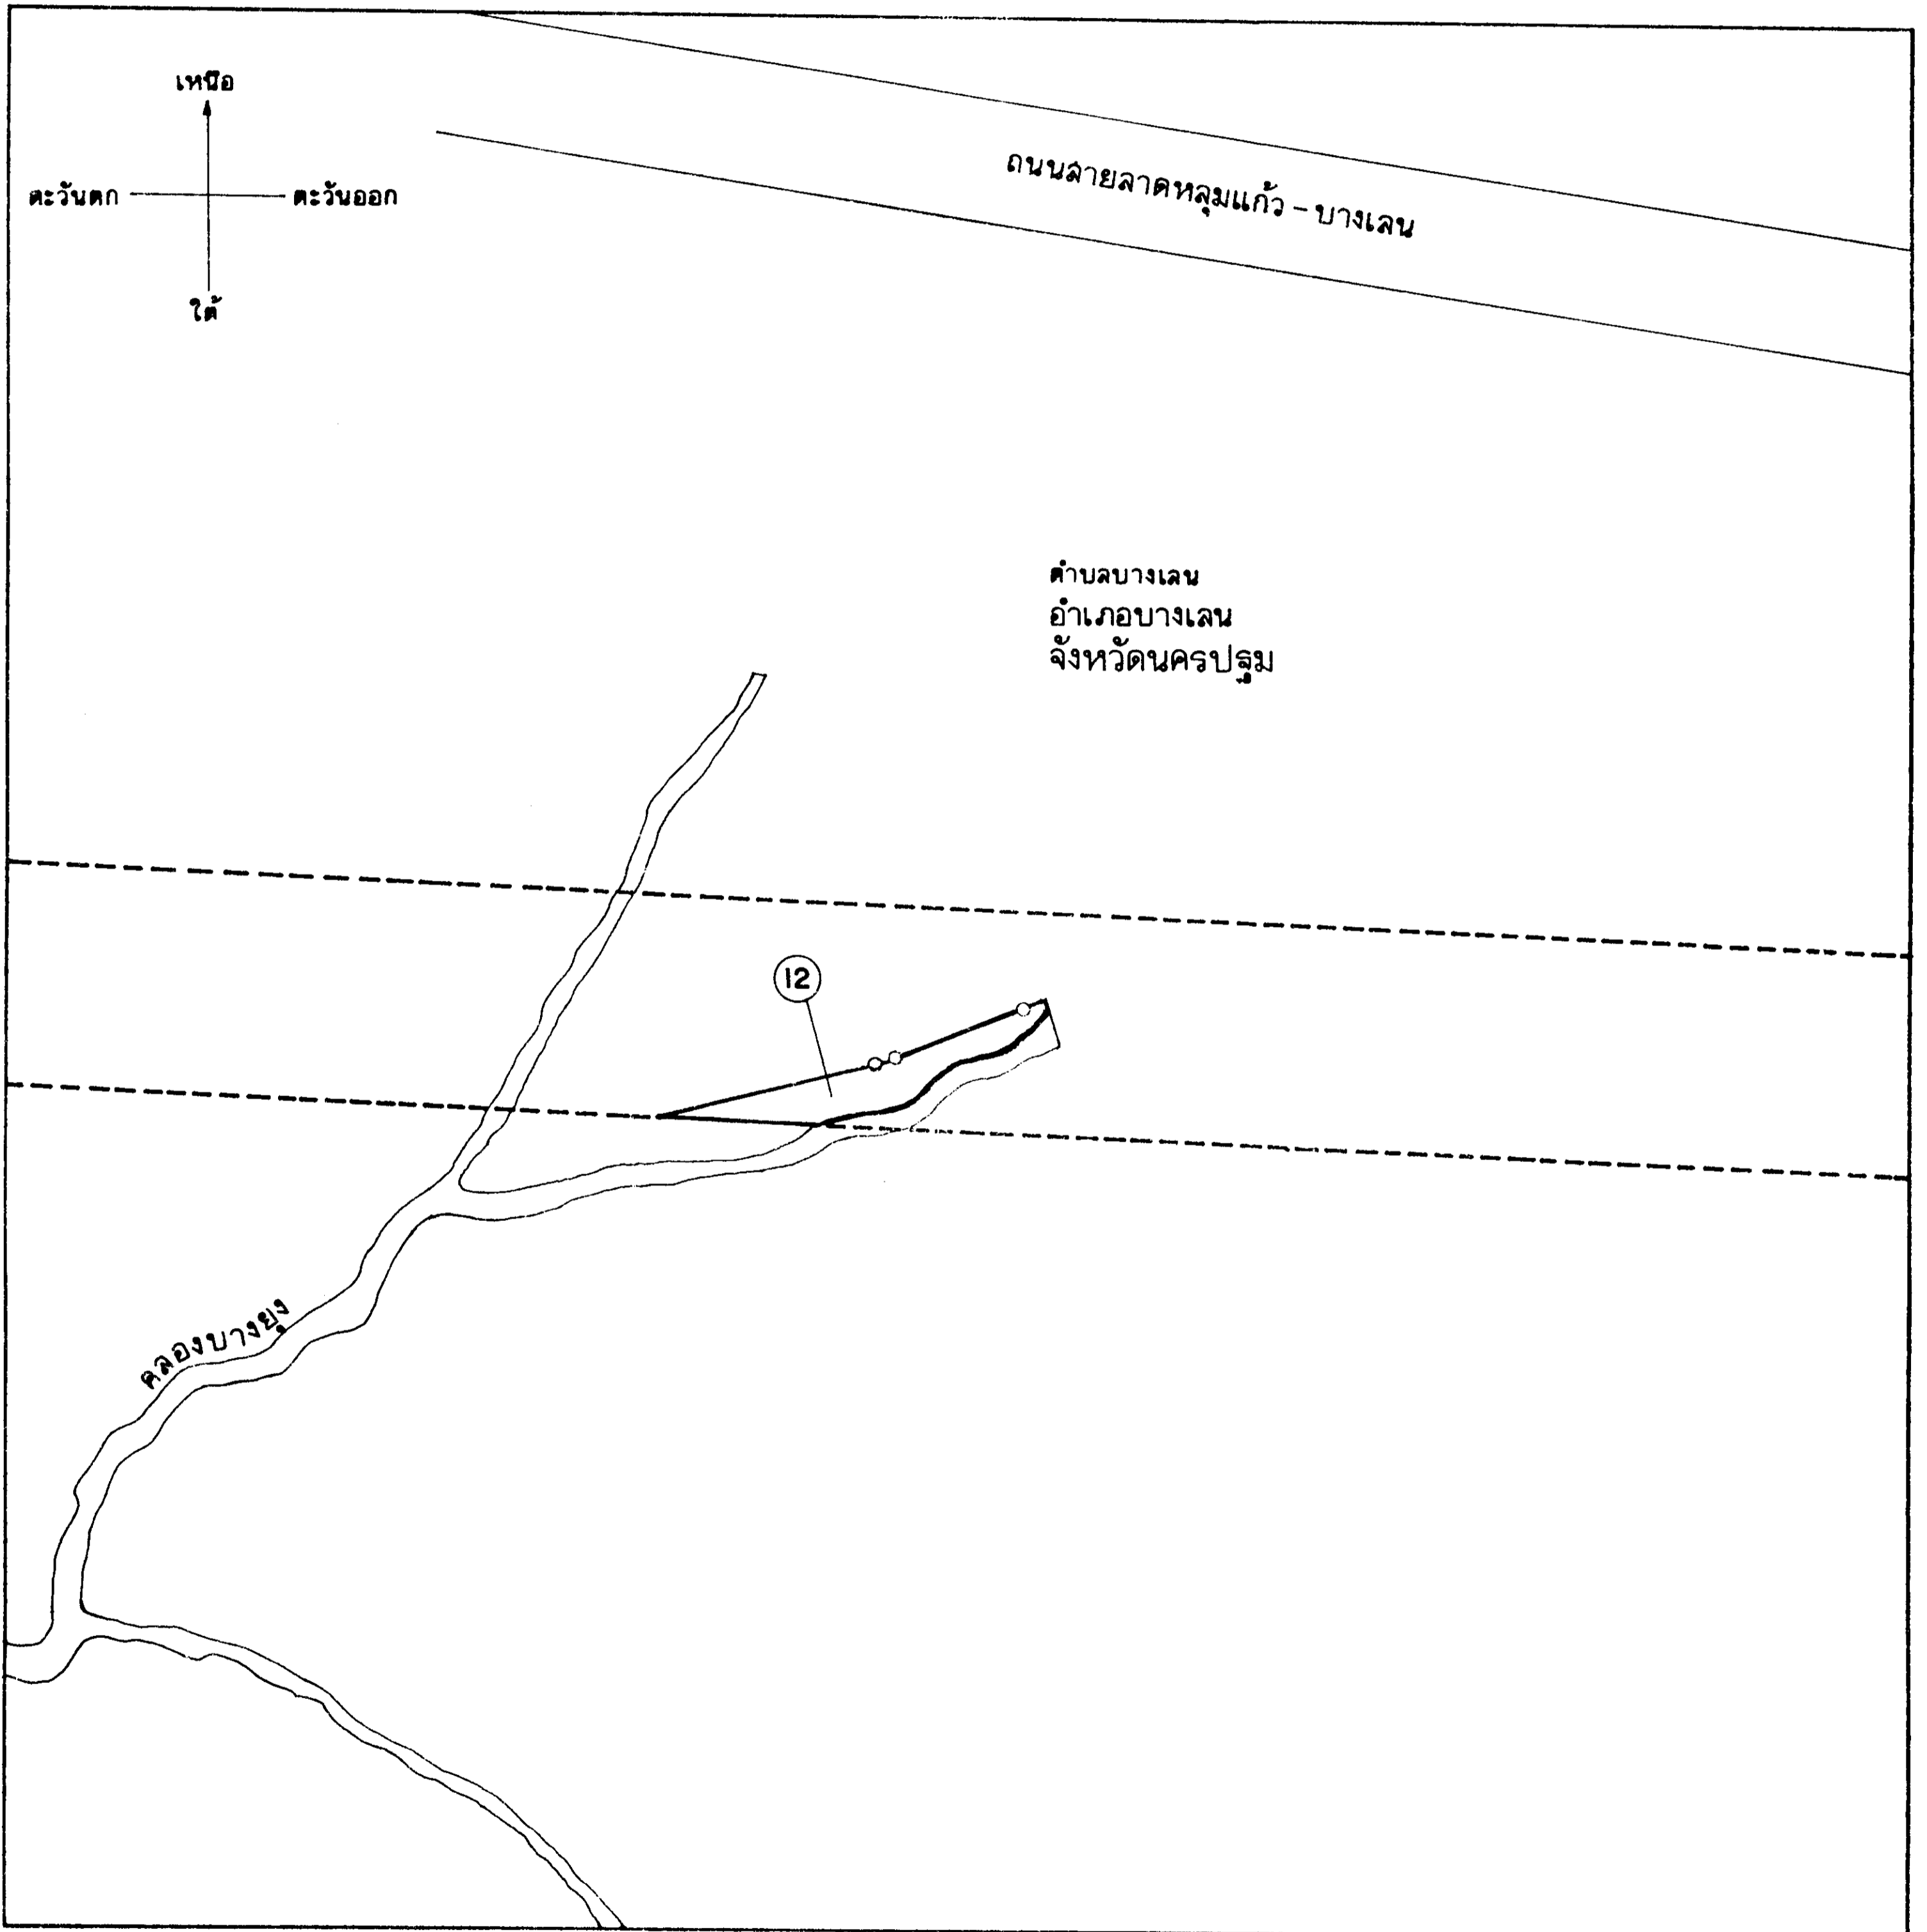 เหนือ
ตะวันตก
ตะวันออก
ใต้
ถนนสายลาดหลุมแก้ว - บางเลน
ตำบลบางเลน
อำเภอบางเลน
จังหวัดนครปฐม
12
คลองบางยุง